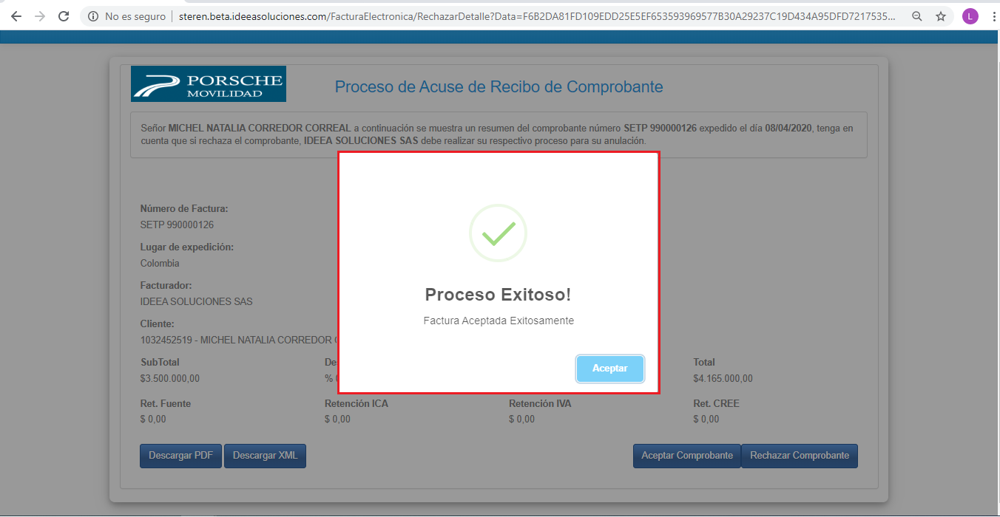 No es seguro
steren.beta.ideeasoluciones.com/FacturaElectronica/RechazarDetalle?Data=F6B2DA81FD109EDD25E5EF653593969577B30A29237C19D434A95DFD7217535...
L
PORSCHE
MOVILIDAD
Proceso de Acuse de Recibo de Comprobante
Señor MICHEL NATALIA CORREDOR CORREAL a continuación se muestra un resumen del comprobante número SETP 990000126 expedido el día 08/04/2020, tenga en
cuenta que si rechaza el comprobante, IDEEA SOLUCIONES SAS debe realizar su respectivo proceso para su anulación.
Número de Factura:
SETP 990000126
Lugar de expedición:
Colombia
Facturador:
IDEEA SOLUCIONES SAS
Cliente:
1032452519 - MICHEL NATALIA CORREDOR
Proceso Exitoso!
Factura Aceptada Exitosamente
Aceptar
SubTotal
De
Total
$3.500.000,00
%
$4.165.000,00
Ret. Fuente
Retención ICA
Retención IVA
Ret. CREE
$ 0,00
$ 0,00
$ 0,00
$ 0,00
Descargar PDF
Descargar XML
Aceptar Comprobante
Rechazar Comprobante